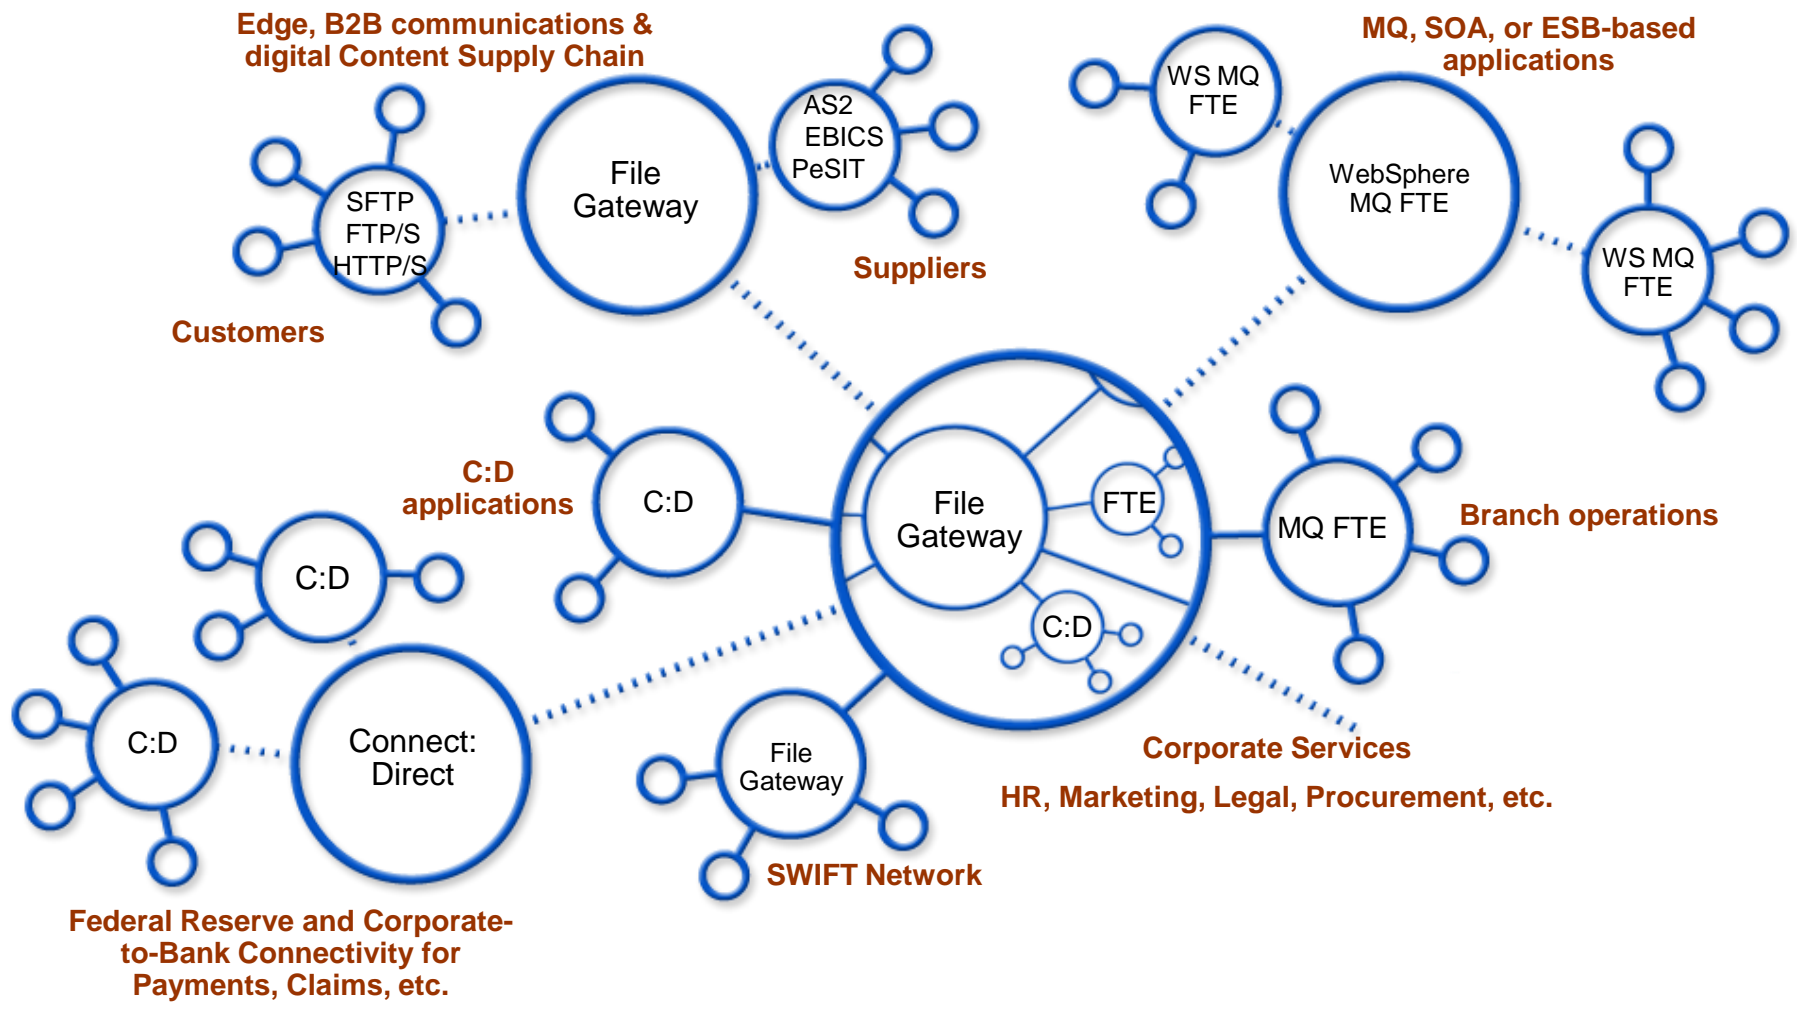 Edge, B2B communications &
digital Content Supply Chain
MQ, SOA, or ESB-based
applications
File
Gateway
AS2
EBICS
PeSIT
SFTP
FTP/S
HTTP/S
Suppliers
Customers
WS MQ
FTE
WebSphere
MQ FTE
WS MQ
FTE
C:D
applications
C:D
File
Gateway
FTE
C:D
MQ FTE
Branch operations
C:D
C:D
Connect:
Direct
File
Gateway
SWIFT Network
Corporate Services
HR, Marketing, Legal, Procurement, etc.
Federal Reserve and Corporate-
to-Bank Connectivity for
Payments, Claims, etc.